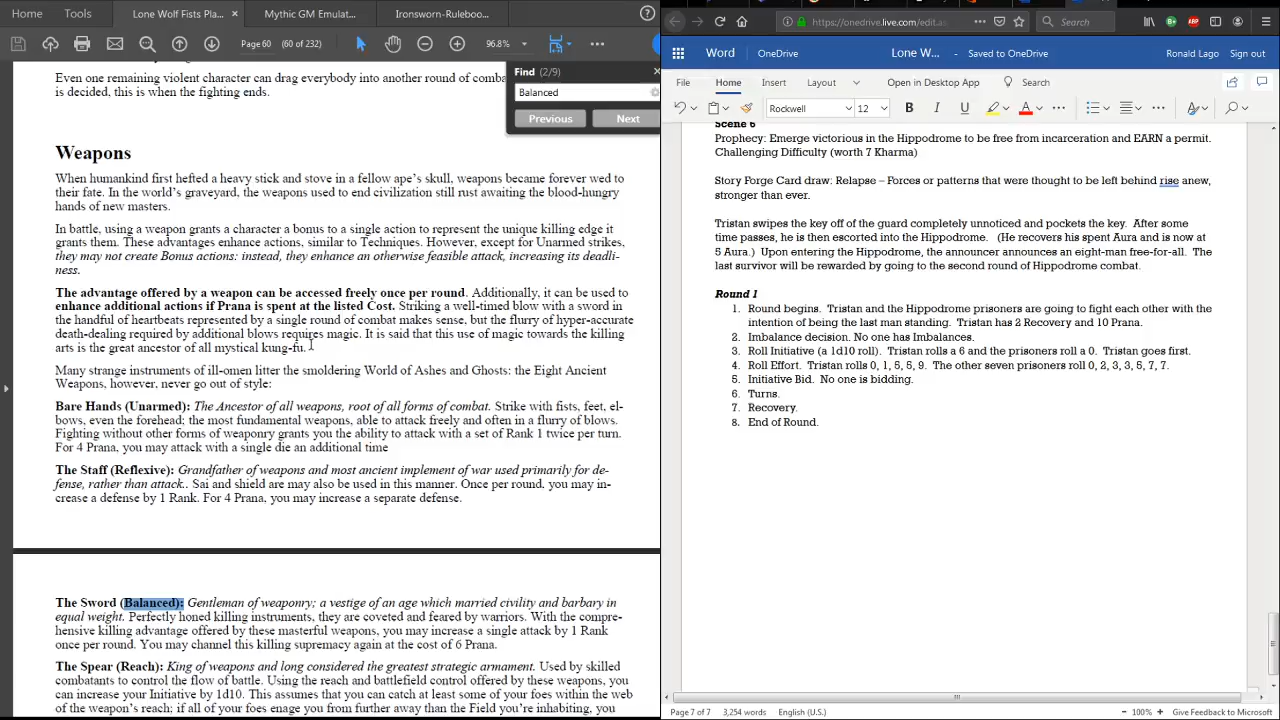 Home Tools Lone Wolf Fists Pla... × Mythic GM Emulat... Ironsworn-Ruleboo...
Page 60 (60 of 232) 96.8%
Even one remaining violent character can drag everybody into another round of comba
is decided, this is when the fighting ends.
Find (2/9)
Balanced
Previous Next
Weapons
When humankind first hefted a heavy stick and stove in a fellow ape's skull, weapons became forever wed to
their fate. In the world's graveyard, the weapons used to end civilization still rust awaiting the blood-hungry
hands of new masters.
In battle, using a weapon grants a character a bonus to a single action to represent the unique killing edge it
grants them. These advantages enhance actions, similar to Techniques. However, except for Unarmed strikes,
they may not create Bonus actions: instead, they enhance an otherwise feasible attack, increasing its deadli-
ness.
The advantage offered by a weapon can be accessed freely once per round. Additionally, it can be used to
enhance additional actions if Prana is spent at the listed Cost. Striking a well-timed blow with a sword in
the handful of heartbeats represented by a single round of combat makes sense, but the flurry of hyper-accurate
death-dealing required by additional blows requires magic. It is said that this use of magic towards the killing
arts is the great ancestor of all mystical kung-fu.
Many strange instruments of ill-omen litter the smoldering World of Ashes and Ghosts: the Eight Ancient
Weapons, however, never go out of style:
Bare Hands (Unarmed): The Ancestor of all weapons, root of all forms of combat. Strike with fists, feet, el-
bows, even the forehead; the most fundamental weapons, able to attack freely and often in a flurry of blows.
Fighting without other forms of weaponry grants you the ability to attack with a set of Rank 1 twice per turn.
For 4 Prana, you may attack with a single die an additional time
The Staff (Reflexive): Grandfather of weapons and most ancient implement of war used primarily for de-
fense, rather than attack.. Sai and shield are may also be used in this manner. Once per round, you may in-
crease a defense by 1 Rank. For 4 Prana, you may increase a separate defense.
The Sword (Balanced): Gentleman of weaponry; a vestige of an age which married civility and barbary in
equal weight. Perfectly honed killing instruments, they are coveted and feared by warriors. With the compre-
hensive killing advantage offered by these masterful weapons, you may increase a single attack by 1 Rank
once per round. You may channel this killing supremacy again at the cost of 6 Prana.
The Spear (Reach): King of weapons and long considered the greatest strategic armament. Used by skilled
combatants to control the flow of battle. Using the reach and battlefield control offered by these weapons, you
can increase your Initiative by 1d10. This assumes that you can catch at least some of your foes within the web
of the weapon's reach; if all of your foes enage you from further away than the Field you're inhabiting, you
https://onedrive.live.com/edit.as Search
Word OneDrive Lone W... – Saved to OneDrive Ronald Lago Sign out
File Home Insert Layout Open in Desktop App Search
Rockwell 12 B I U A
Scene 6
Prophecy: Emerge victorious in the Hippodrome to be free from incarceration and EARN a permit.
Challenging Difficulty (worth 7 Kharma)
Story Forge Card draw: Relapse – Forces or patterns that were thought to be left behind rise anew,
stronger than ever.
Tristan swipes the key off of the guard completely unnoticed and pockets the key. After some
time passes, he is then escorted into the Hippodrome. (He recovers his spent Aura and is now at
5 Aura.) Upon entering the Hippodrome, the announcer announces an eight-man free-for-all. The
last survivor will be rewarded by going to the second round of Hippodrome combat.
Round 1
1. Round begins. Tristan and the Hippodrome prisoners are going to fight each other with the
intention of being the last man standing. Tristan has 2 Recovery and 10 Prana.
2. Imbalance decision. No one has Imbalances.
3. Roll Initiative (a 1d10 roll). Tristan rolls a 6 and the prisoners roll a 0. Tristan goes first.
4. Roll Effort. Tristan rolls 0, 1, 5, 5, 9. The other seven prisoners roll 0, 2, 3, 3, 5, 7, 7.
5. Initiative Bid. No one is bidding.
6. Turns.
7. Recovery.
8. End of Round.
Page 7 of 7 3,254 words English (U.S.) 100% Give Feedback to Microsoft